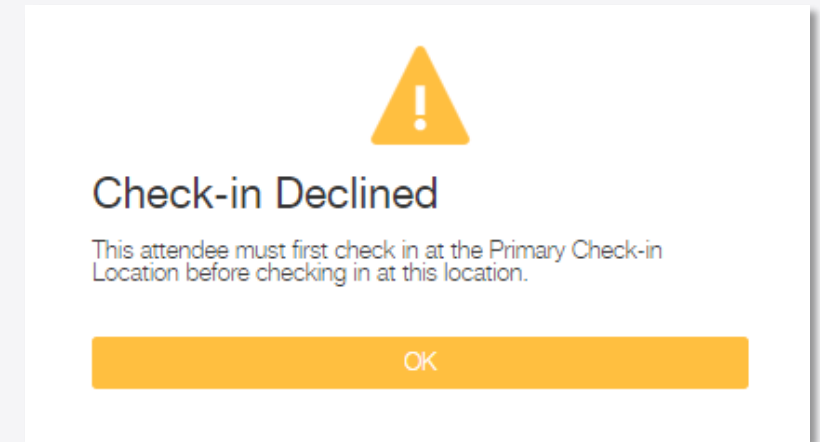 Check-in Declined
This attendee must first check in at the Primary Check-in
Location before checking in at this location.
OK